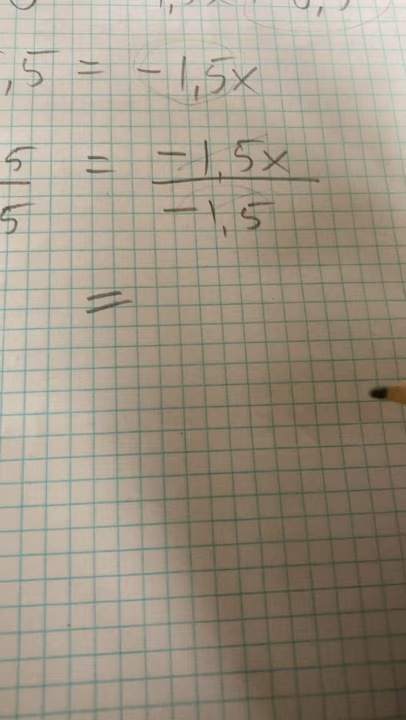 ,5 = -1,5x
5/5 = -1,5x/-1,5
=